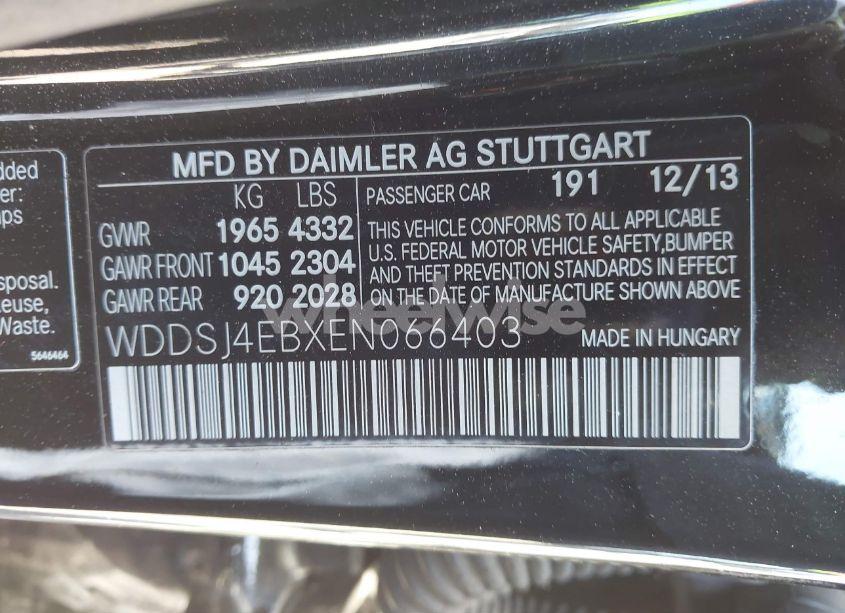 dded
er:
ps
sposal.
Reuse,
Waste.
5646464
MFD BY DAIMLER AG STUTTGART
KG LBS
GVWR 1965 4332
GAWR FRONT 1045 2304
GAWR REAR 920 2028
PASSENGER CAR 191 12/13
THIS VEHICLE CONFORMS TO ALL APPLICABLE
U.S. FEDERAL MOTOR VEHICLE SAFETY,BUMPER
AND THEFT PREVENTION STANDARDS IN EFFECT
ON THE DATE OF MANUFACTURE SHOWN ABOVE
wheelwise
WDDSJ4EBXEN066403
MADE IN HUNGARY